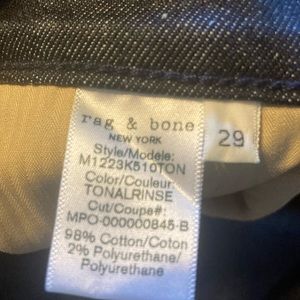 rag & bone
NEW YORK
Style/Modele:
M1223K510TON
Color/Couleur:
TONALRINSE
Cut/Coupe#:
MPO-000000845-B
98% Cotton/Coton
2% Polyurethane/
Polyurethane
29